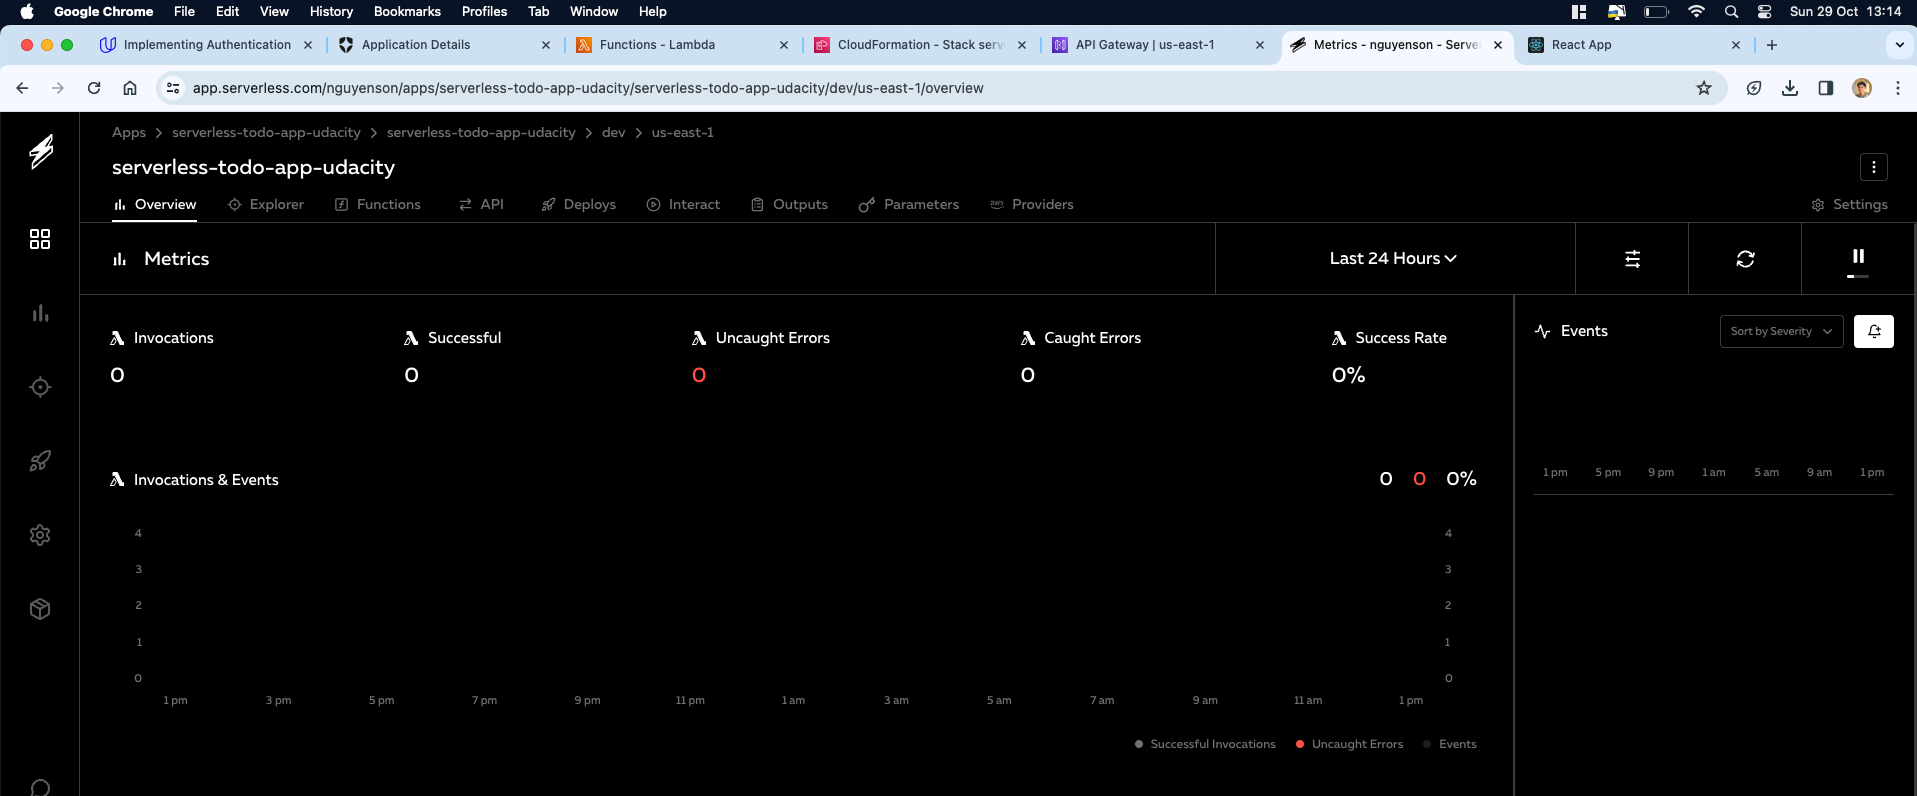 Google Chrome File Edit View History Bookmarks Profiles Tab Window Help Sun 29 Oct 13:14
Implementing Authentication Application Details Functions - Lambda CloudFormation - Stack serv API Gateway | us-east-1 Metrics - nguyenson - Server React App
app.serverless.com/nguyenson/apps/serverless-todo-app-udacity/serverless-todo-app-udacity/dev/us-east-1/overview
Apps > serverless-todo-app-udacity > serverless-todo-app-udacity > dev > us-east-1
serverless-todo-app-udacity
Overview Explorer Functions API Deploys Interact Outputs aws Parameters Providers Settings
Metrics Last 24 Hours
Invocations Successful Uncaught Errors Caught Errors Success Rate
0 0 0 0 0%
Events Sort by Severity
1 pm 5 pm 9 pm 1 am 5 am 9 am 1 pm
Invocations & Events 0 0 0%
4 4
3 3
2 2
1 1
0 0
1 pm 3 pm 5 pm 7 pm 9 pm 11 pm 1 am 3 am 5 am 7 am 9 am 11 am 1 pm
Successful Invocations Uncaught Errors Events